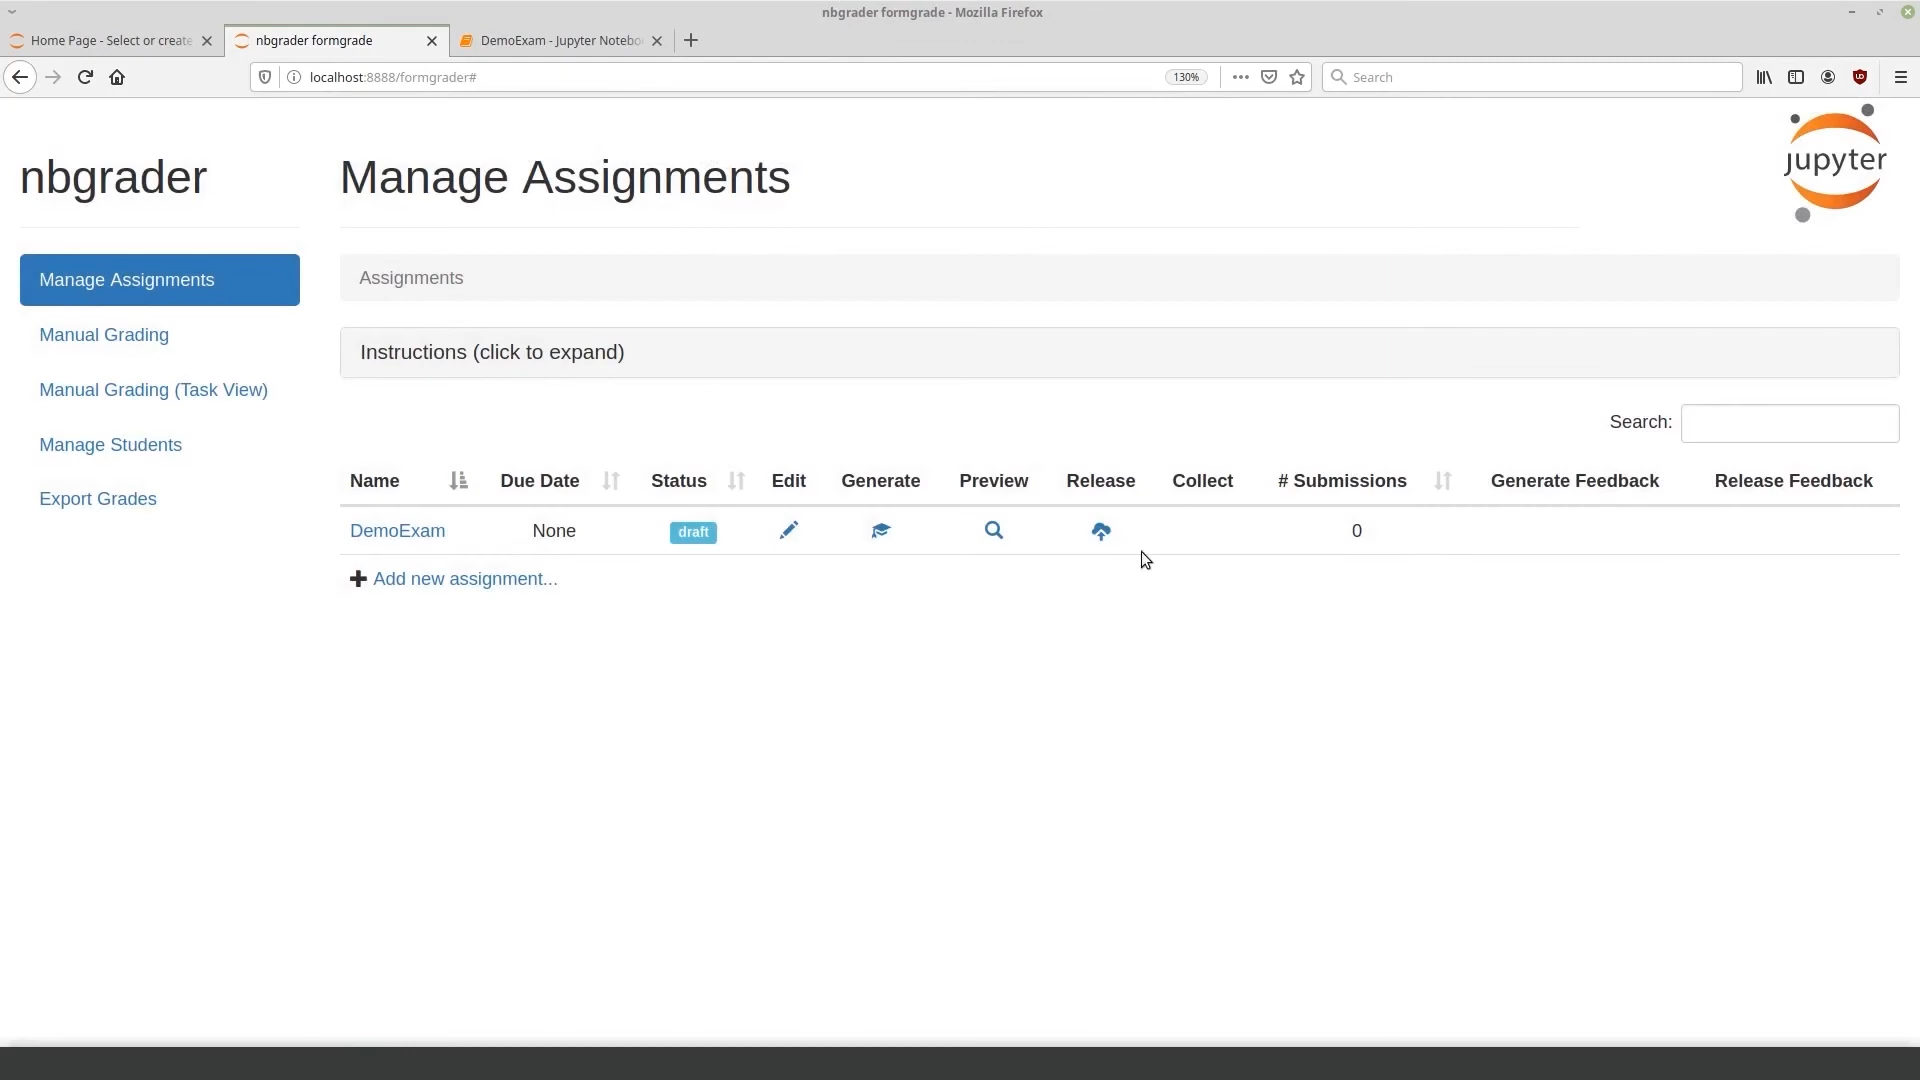 nbgrader formgrade - Mozilla Firefox
Home Page - Select or create
nbgrader formgrade
DemoExam - Jupyter Notebo
localhost:8888/formgrader#
130%
Search
nbgrader
Manage Assignments
jupyter
Manage Assignments
Manual Grading
Manual Grading (Task View)
Manage Students
Export Grades
Assignments
Instructions (click to expand)
Search:
Name Due Date Status Edit Generate Preview Release Collect # Submissions Generate Feedback Release Feedback
DemoExam None draft 0
Add new assignment...